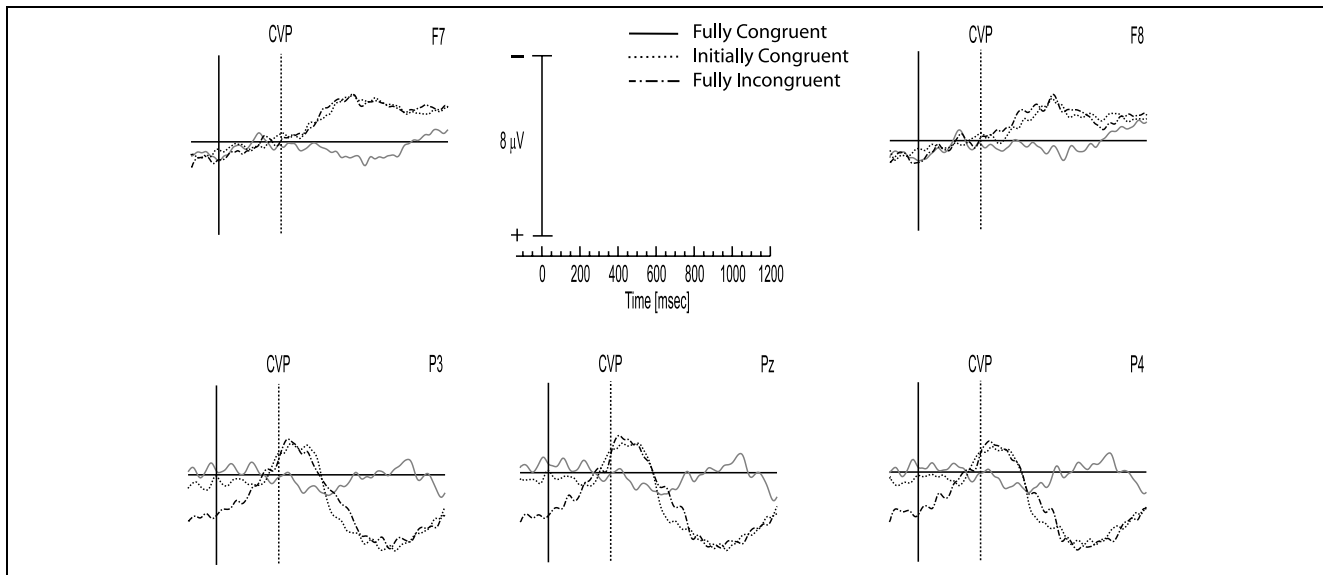 CVP F7
Fully Congruent
Initially Congruent
Fully Incongruent
CVP F8
−
8 µV
+
0 200 400 600 800 1000 1200
Time [msec]
CVP P3
CVP Pz
CVP P4